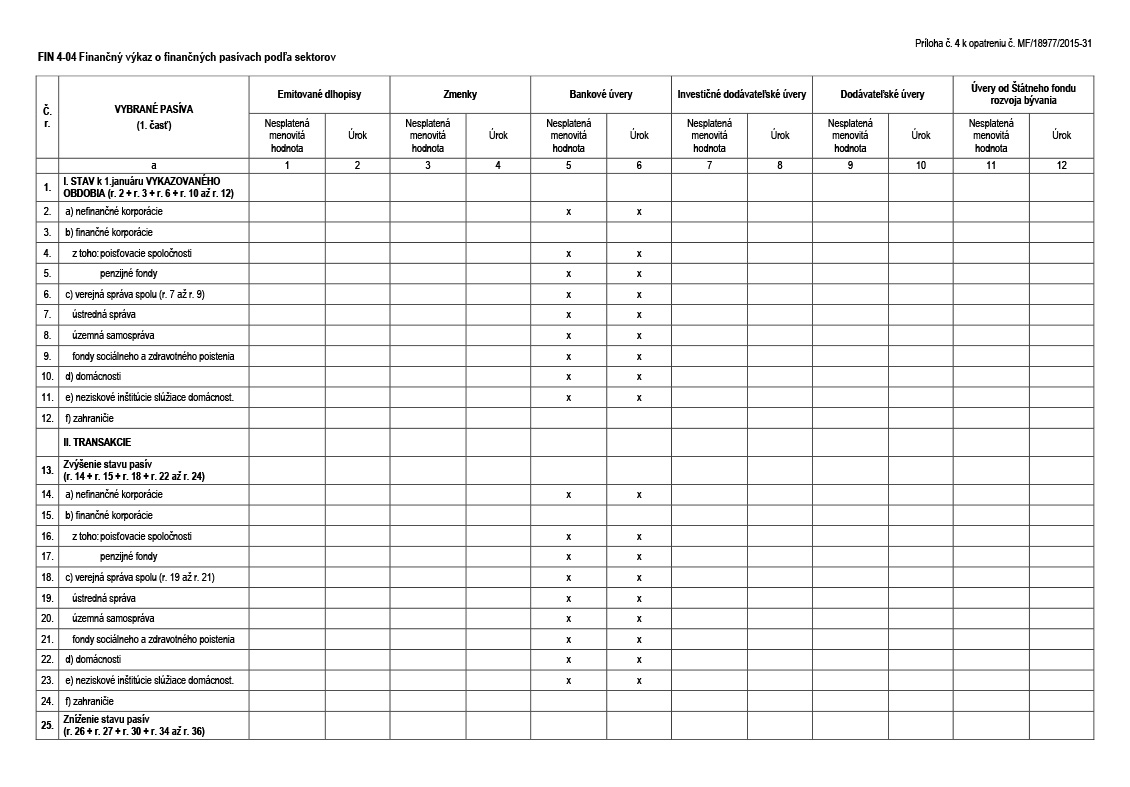 Príloha č. 4 k opatreniu č. MF/18977/2015-31
FIN 4-04 Finančný výkaz o finančných pasívach podľa sektorov
Č. r.
VYBRANÉ PASÍVA
(1. časť)
Emitované dlhopisy
Zmenky
Bankové úvery
Investičné dodávateľské úvery
Dodávateľské úvery
Úvery od Štátneho fondu
rozvoja bývania
Nesplatená menovitá hodnota
Úrok
Nesplatená menovitá hodnota
Úrok
Nesplatená menovitá hodnota
Úrok
Nesplatená menovitá hodnota
Úrok
Nesplatená menovitá hodnota
Úrok
Nesplatená menovitá hodnota
Úrok
a 1 2 3 4 5 6 7 8 9 10 11 12
1. I. STAV k 1.januáru VYKAZOVANÉHO
OBDOBIA (r. 2 + r. 3 + r. 6 + r. 10 až r. 12)
2. a) nefinančné korporácie x x
3. b) finančné korporácie
4. z toho: poisťovacie spoločnosti x x
5. penzijné fondy x x
6. c) verejná správa spolu (r. 7 až r. 9) x x
7. ústredná správa x x
8. územná samospráva x x
9. fondy sociálneho a zdravotného poistenia x x
10. d) domácnosti x x
11. e) neziskové inštitúcie slúžiace domácnost. x x
12. f) zahraničie
II. TRANSAKCIE
13. Zvýšenie stavu pasív
(r. 14 + r. 15 + r. 18 + r. 22 až r. 24)
14. a) nefinančné korporácie x x
15. b) finančné korporácie
16. z toho: poisťovacie spoločnosti x x
17. penzijné fondy x x
18. c) verejná správa spolu (r. 19 až r. 21) x x
19. ústredná správa x x
20. územná samospráva x x
21. fondy sociálneho a zdravotného poistenia x x
22. d) domácnosti x x
23. e) neziskové inštitúcie slúžiace domácnost. x x
24. f) zahraničie
25. Zníženie stavu pasív
(r. 26 + r. 27 + r. 30 + r. 34 až r. 36)